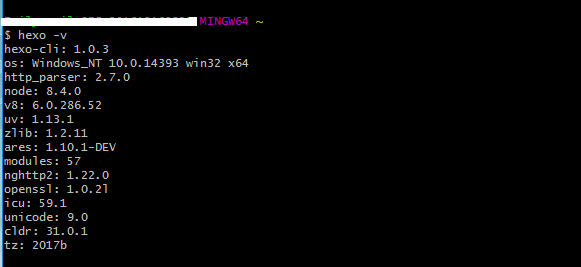 MINGW64 ~
$ hexo -v
hexo-cli: 1.0.3
os: Windows_NT 10.0.14393 win32 x64
http_parser: 2.7.0
node: 8.4.0
v8: 6.0.286.52
uv: 1.13.1
zlib: 1.2.11
ares: 1.10.1-DEV
modules: 57
nghttp2: 1.22.0
openssl: 1.0.2l
icu: 59.1
unicode: 9.0
cldr: 31.0.1
tz: 2017b